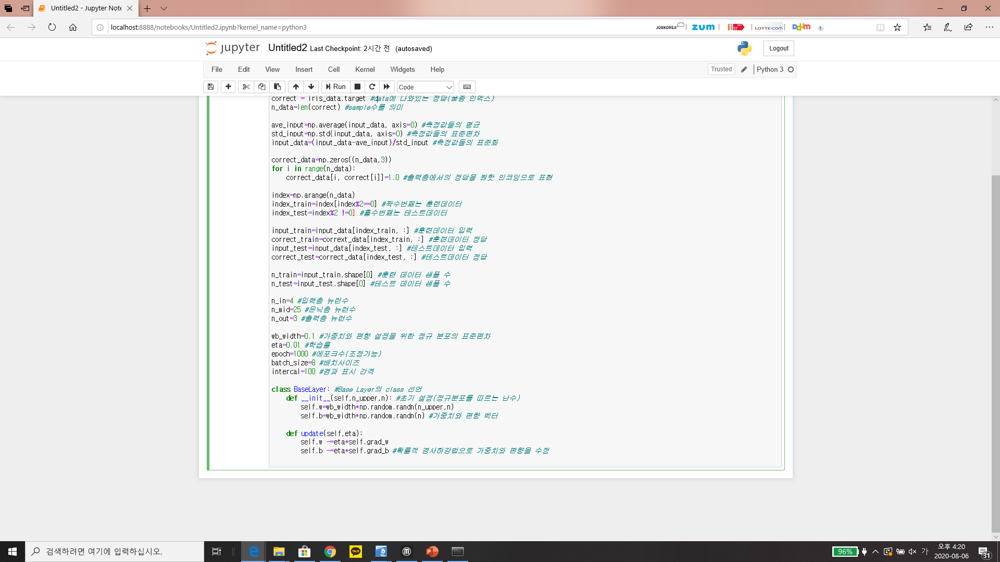 Untitled2 - Jupyter Note
localhost:8888/notebooks/Untitled2.ipynb?kernel_name=python3
JOBKOREA
zum
11ST
LOTTE.COM
Daum
jupyter
Untitled2 Last Checkpoint: 2시간 전 (autosaved)
Logout
File Edit View Insert Cell Kernel Widgets Help
Trusted
Python 3
Run
Code
correct = iris_data.target #data에 나와있는 정답(품종 인덱스)
n_data=len(correct) #sample수를 의미
ave_input=np.average(input_data, axis=0) #측정값들의 평균
std_input=np.std(input_data, axis=0) #측정값들의 표준편차
input_data=(input_data-ave_input)/std_input #측정값들의 표준화
correct_data=np.zeros((n_data,3))
for i in range(n_data):
    correct_data[i, correct[i]]=1.0 #출력층에서의 정답을 원핫 인코딩으로 표현
index=np.arange(n_data)
index_train=index[index%2==0] #짝수번째는 훈련데이터
index_test=index%2 !=0] #홀수번째는 테스트데이터
input_train=input_data[index_train, :] #훈련데이터 입력
correct_train=corrext_data[index_train, :] #훈련데이터 정답
input_test=input_data[index_test, :] #테스트데이터 입력
correct_test=correct_data[index_test, :] #테스트데이터 정답
n_train=input_train.shape[0] #훈련 데이터 샘플 수
n_test=input_test.shape[0] #테스트 데이터 샘플 수
n_in=4 #입력층 뉴런수
n_mid=25 #은닉층 뉴런수
n_out=3 #출력층 뉴런수
wb_width=0.1 #가중치와 편향 설정을 위한 정규 분포의 표준편차
eta=0.01 #학습률
epoch=1000 #에포크수(조정가능)
batch_size=8 #배치사이즈
intercal=100 #경과 표시 간격
class BaseLayer: #Base Layer의 class 선언
    def __init__(self,n_upper,n): #초기 설정(정규분포를 따르는 난수)
        self.w=wb_width*np.random.randn(n_upper,n)
        self.b=wb_width*np.random.randn(n) #가중치와 편향 벡터
    def update(self,eta):
        self.w -=eta*self.grad_w
        self.b -=eta*self.grad_b #확률적 경사하강법으로 가중치와 편향을 수정
검색하려면 여기에 입력하십시오.
TALK
96%
가
오후 4:20
2020-08-06
31